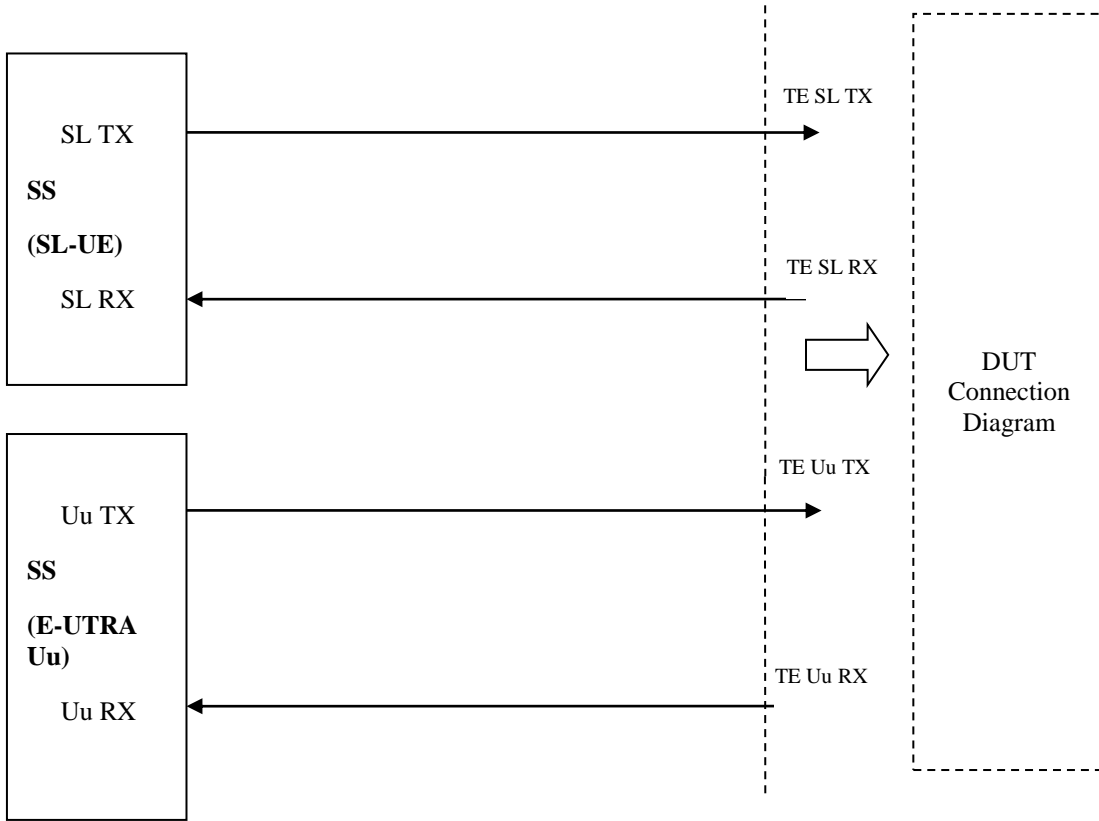 SL TX
SS
(SL-UE)
SL RX
TE SL TX
TE SL RX
Uu TX
SS
(E-UTRA
Uu)
Uu RX
TE Uu TX
TE Uu RX
DUT
Connection
Diagram